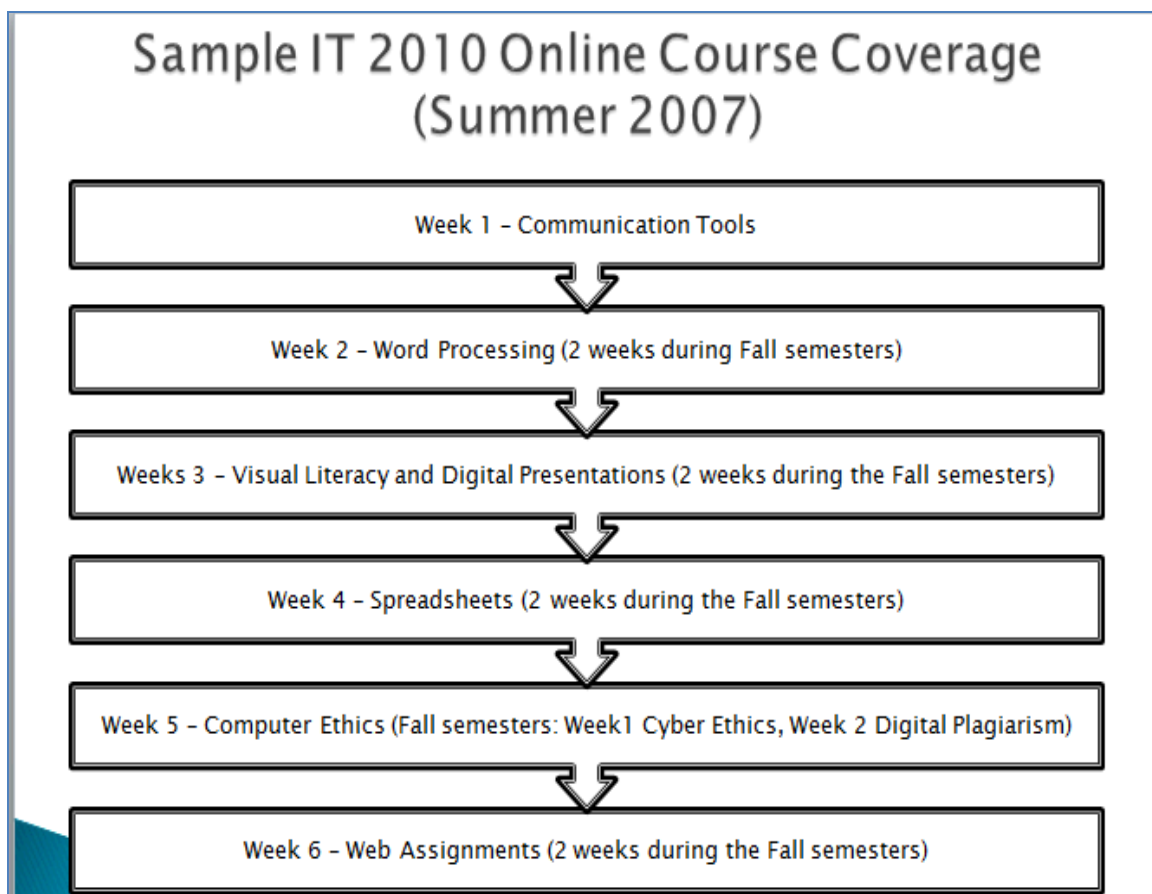 Sample IT 2010 Online Course Coverage
(Summer 2007)
Week 1 – Communication Tools
Week 2 – Word Processing (2 weeks during Fall semesters)
Weeks 3 – Visual Literacy and Digital Presentations (2 weeks during the Fall semesters)
Week 4 – Spreadsheets (2 weeks during the Fall semesters)
Week 5 – Computer Ethics (Fall semesters: Week1 Cyber Ethics, Week 2 Digital Plagiarism)
Week 6 – Web Assignments (2 weeks during the Fall semesters)